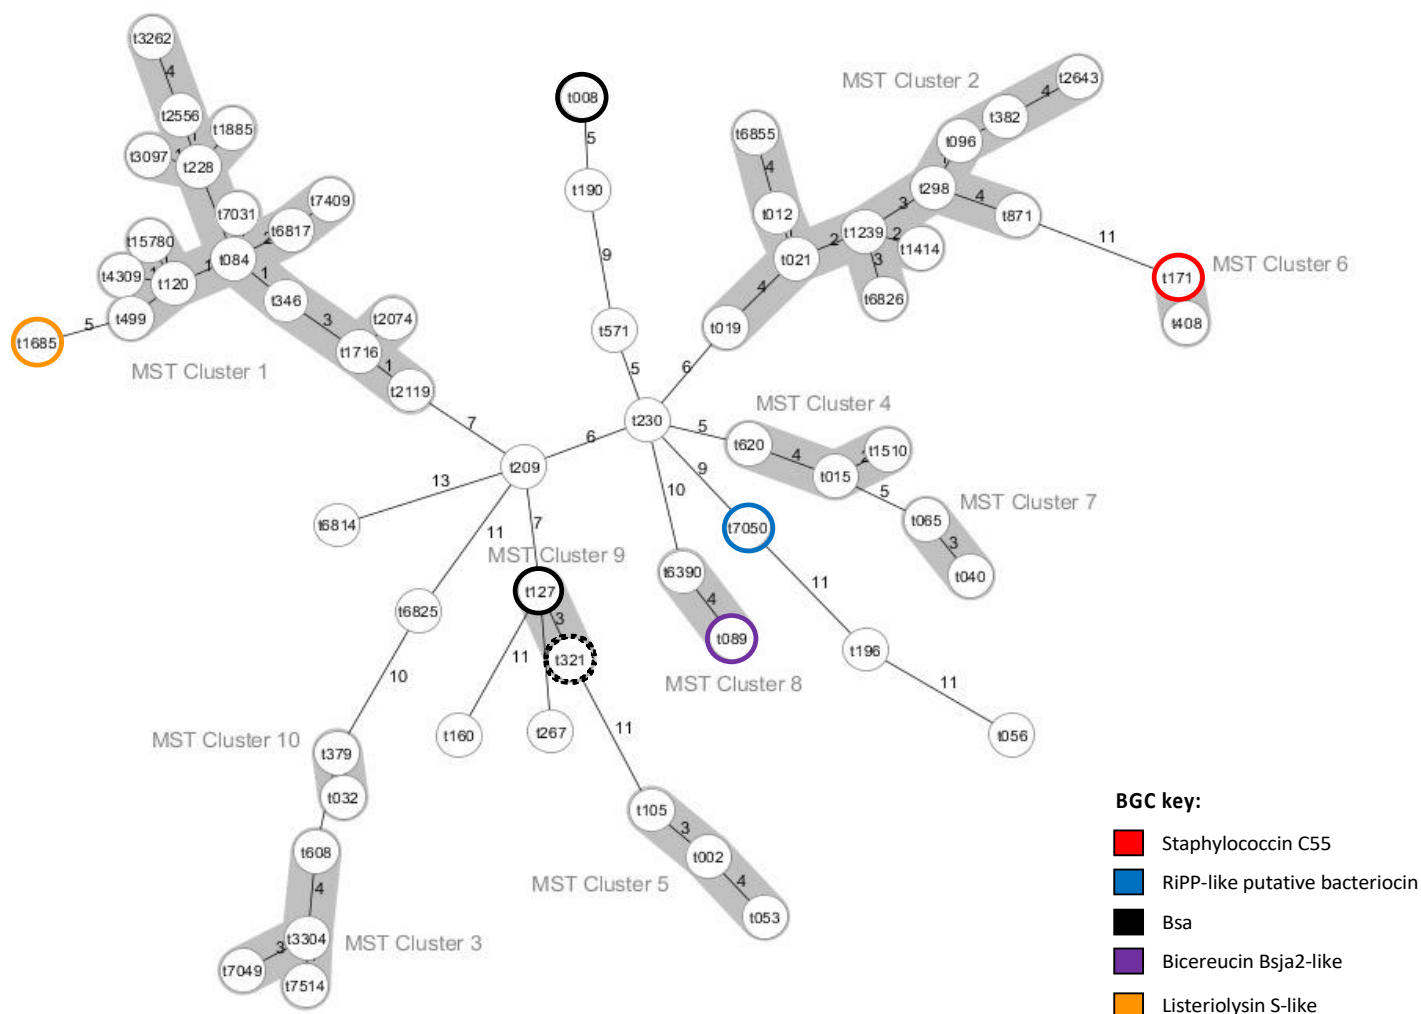 t3262
4
t2556
t1885
t3097
t228
t7409
t7031
t6817
t15780
t084
t4309
1
t120
1
t346
t499
5
t1685
3
t2074
t1716
1
t2119
MST Cluster 1
7
t008
5
t190
9
t571
5
t230
6
6
t209
13
t6814
11
7
MST Cluster 9
t127
3
t321
11
t160
t267
11
t6825
10
MST Cluster 10
t379
t032
t608
4
t3304
3
t7049
t7514
MST Cluster 3
t105
3
t002
4
t053
MST Cluster 5
MST Cluster 2
t2643
4
t382
t096
t6855
4
t298
4
t871
t012
3
t1239
2
2
t1414
t021
3
t6826
4
t019
11
t171
MST Cluster 6
t408
MST Cluster 4
5
t620
4
t1510
2
t015
5
MST Cluster 7
t065
3
t040
9
10
t7050
t6390
4
t089
MST Cluster 8
11
t196
11
t056
BGC key:
Staphylococcin C55
RiPP-like putative bacteriocin
Bsa
Bicereucin Bsja2-like
Listeriolysin S-like